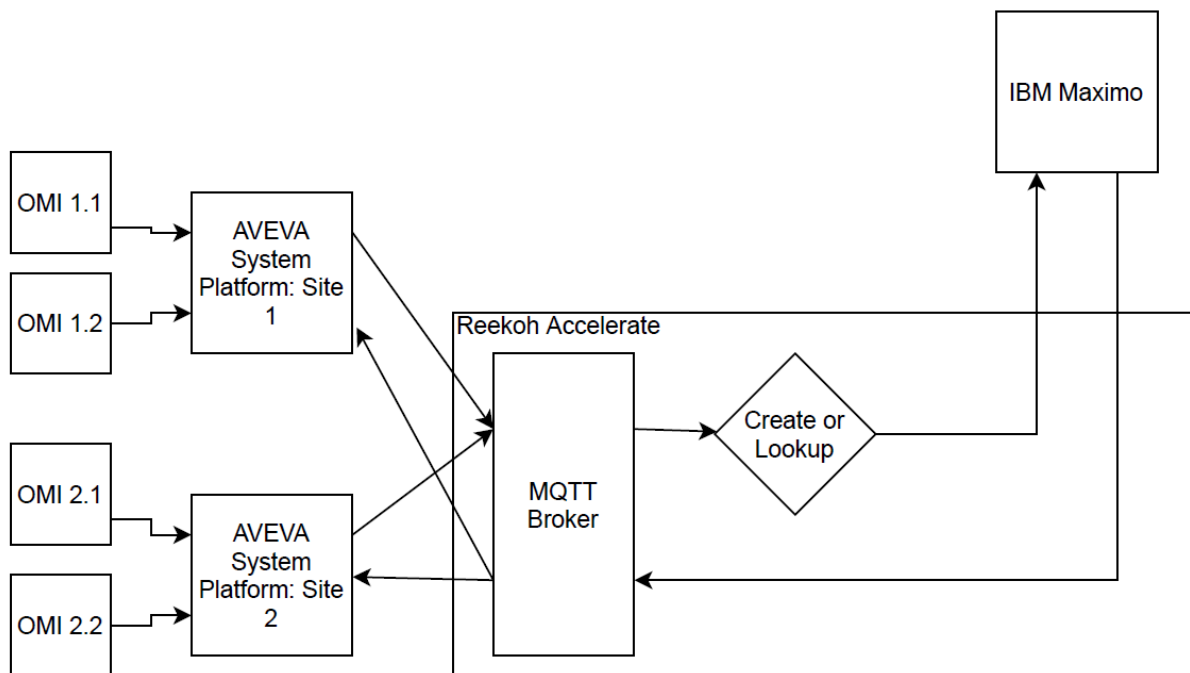 IBM Maximo
OMI 1.1
AVEVA
System
Platform: Site
1
OMI 1.2
Reekoh Accelerate
Create or
Lookup
OMI 2.1
MQTT
Broker
AVEVA
System
Platform: Site
2
OMI 2.2